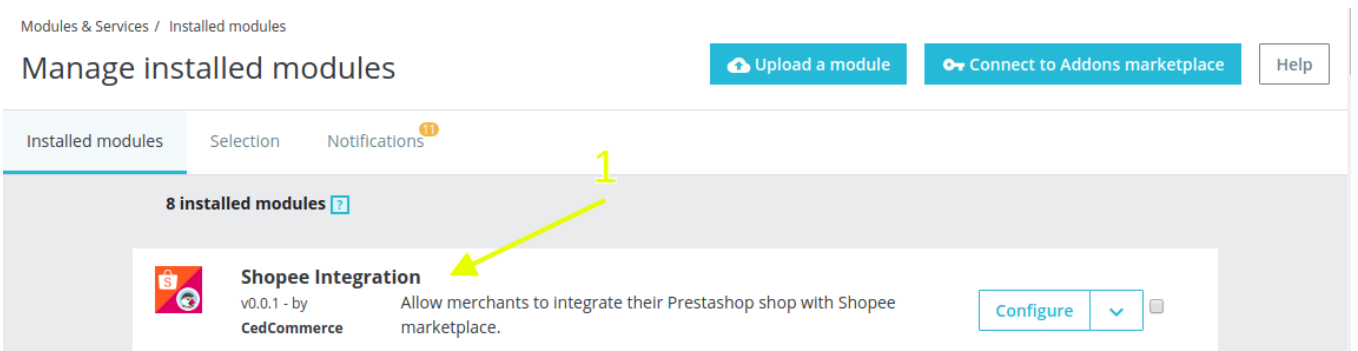 Modules & Services / Installed modules
Manage installed modules
Upload a module
Connect to Addons marketplace
Help
Installed modules
Selection
Notifications
11
1
8 installed modules ?
S
Shopee Integration
v0.0.1 - by
CedCommerce
Allow merchants to integrate their Prestashop shop with Shopee
marketplace.
Configure